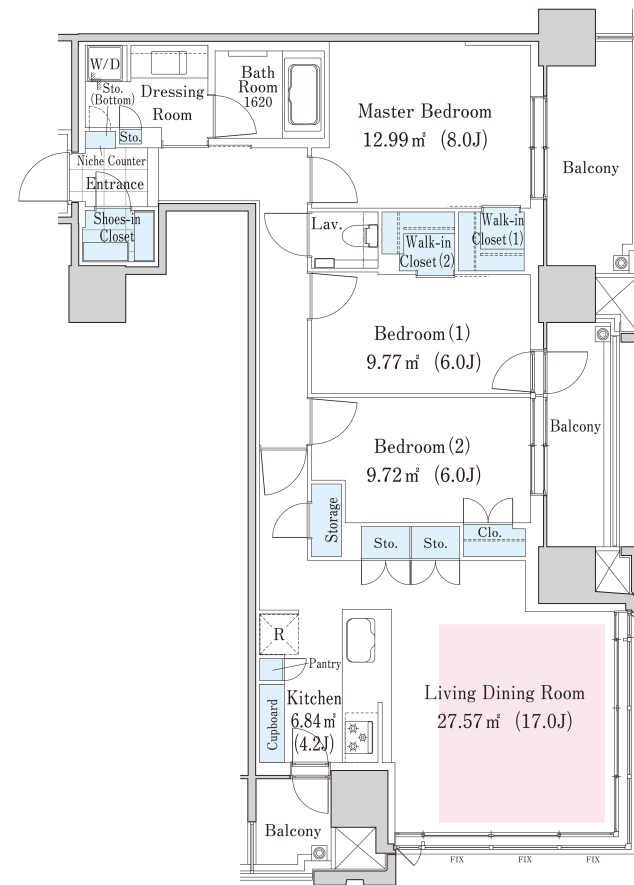 W/D
Sto.
(Bottom)
Dressing
Room
Sto.
Bath
Room
1620
Master Bedroom
12.99㎡ (8.0J)
Balcony
Niche Counter
Entrance
Shoes-in
Closet
Lav.
Walk-in
Closet(2)
Walk-in
Closet(1)
Bedroom(1)
9.77㎡ (6.0J)
Balcony
Bedroom(2)
9.72㎡ (6.0J)
Storage
Sto.
Sto.
Clo.
R
Pantry
Cupboard
Kitchen
6.84㎡
(4.2J)
Living Dining Room
27.57㎡ (17.0J)
Balcony
FIX
FIX
FIX